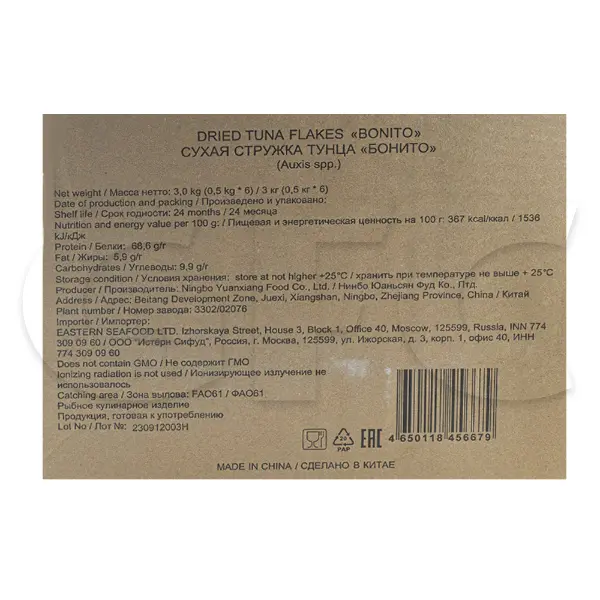 DRIED TUNA FLAKES «BONITO»
СУХАЯ СТРУЖКА ТУНЦА «БОНИТО»
(Auxis spp.)
Net weight / Масса нетто: 3,0 kg (0,5 kg * 6) / 3 кг (0,5 кг * 6)
Date of production and packing / Произведено и упаковано:
Shelf life / Срок годности: 24 months / 24 месяца
Nutrition and energy value per 100 g: / Пищевая и энергетическая ценность на 100 г: 367 kcal/ккал / 1536
kJ/кДж
Protein / Белки: 68,6 g/г
Fat / Жиры: 5,9 g/г
Carbohydrates / Углеводы: 9,9 g/г
Storage condition / Условия хранения: store at not higher +25°C / хранить при температуре не выше + 25°C
Producer / Производитель: Ningbo Yuanxiang Food Co., Ltd. / Нинбо Юаньсян Фуд Ко., Лтд.
Address / Адрес: Beitang Development Zone, Juexi, Xiangshan, Ningbo, Zhejiang Province, China / Китай
Plant number / Номер завода: 3302/02076
Importer / Импортер:
EASTERN SEAFOOD LTD. Izhorskaya Street, House 3, Block 1, Office 40, Moscow, 125599, Russia, INN 774
309 09 60 / ООО "Истерн Сифуд", Россия, г. Москва, 125599, ул. Ижорская, д. 3, корп. 1, офис 40, ИНН
774 309 09 60
Does not contain GMO / Не содержит ГМО
Ionizing radiation is not used / Ионизирующее излучение не
использовалось
Catching area / Зона вылова: FAO61 / ФАО61
Рыбное кулинарное изделие
Продукция, готовая к употреблению
Lot No / Лот №: 230912003H
20
PAP
EAC
4 650118 456679
MADE IN CHINA / СДЕЛАНО В КИТАЕ